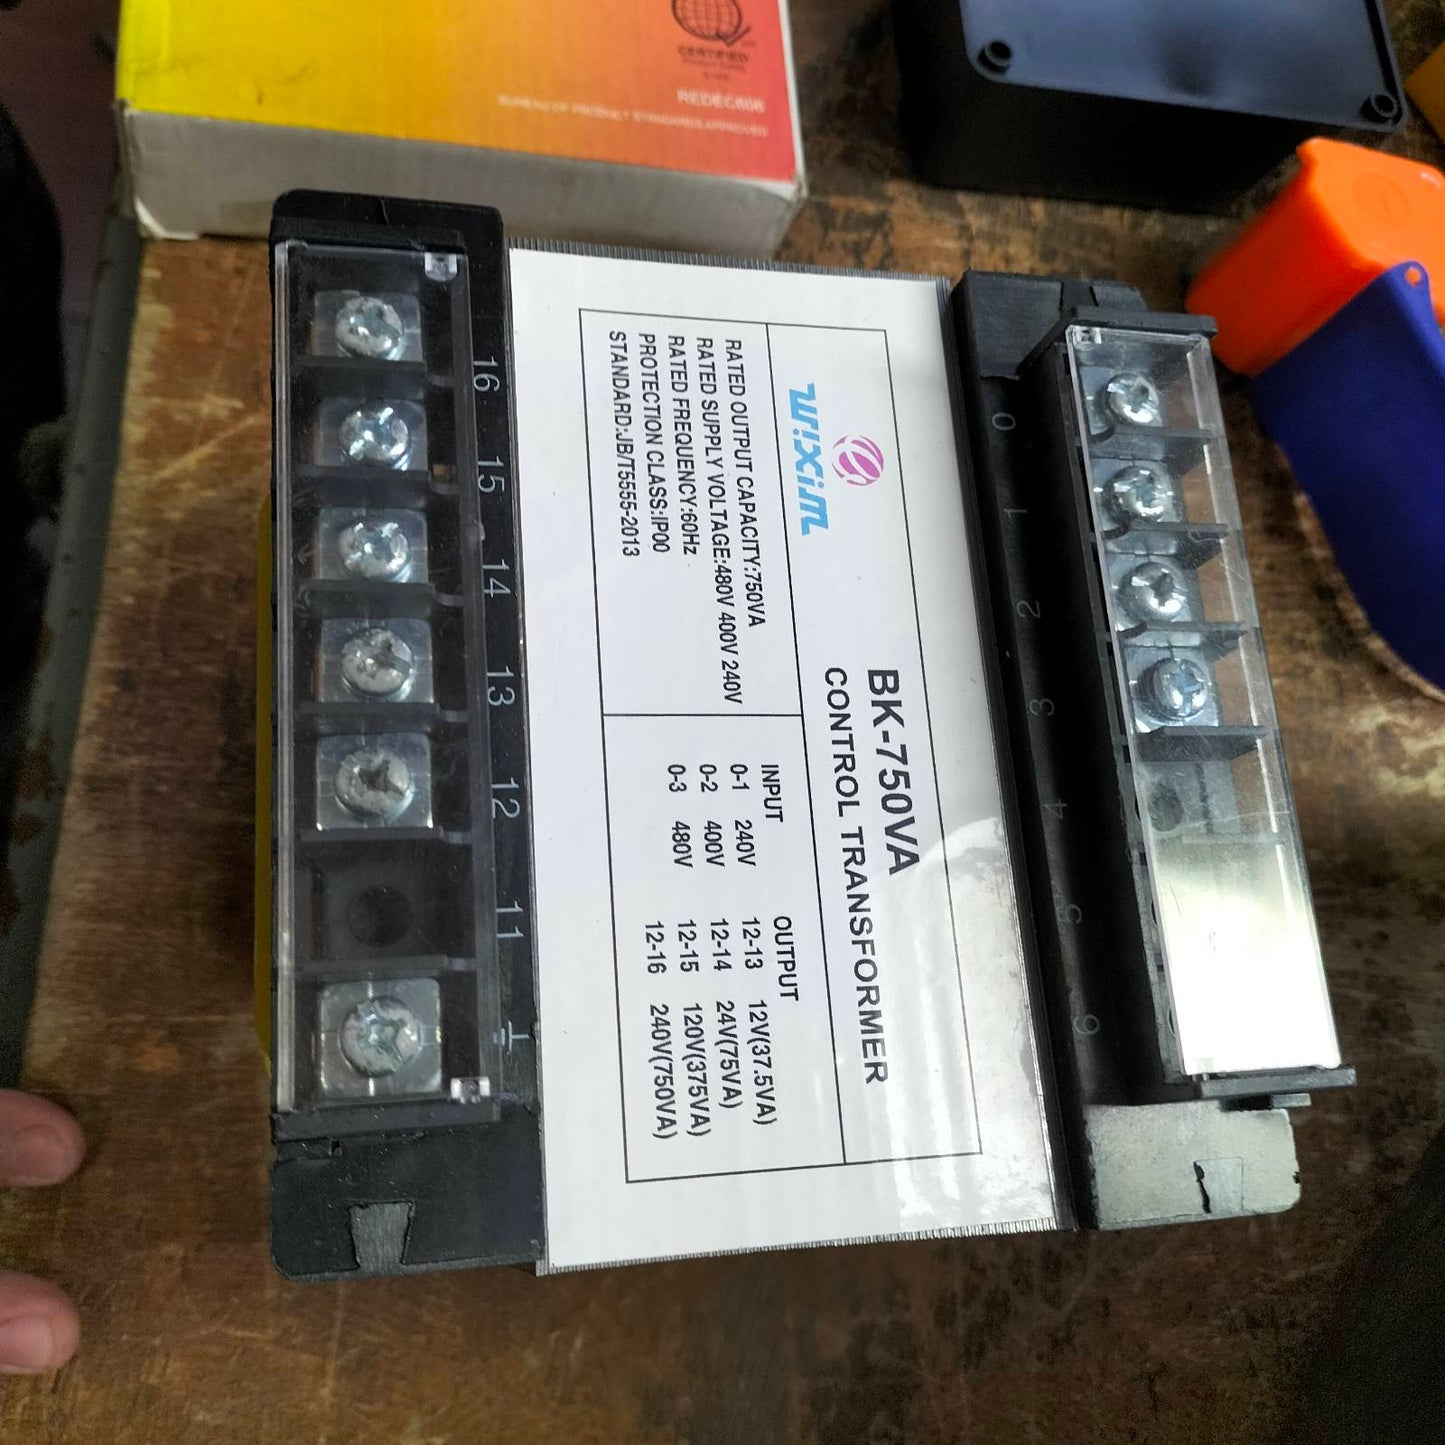 CERTIFIED
REDEC606
BUREAU OF PRODUCT STANDARDS APPROVED
wixim
BK-750VA
CONTROL TRANSFORMER
RATED OUTPUT CAPACITY:750VA
RATED SUPPLY VOLTAGE:480V 400V 240V
RATED FREQUENCY:60Hz
PROTECTION CLASS:IP00
STANDARD:JB/T5555-2013
INPUT
0-1 240V
0-2 400V
0-3 480V
OUTPUT
12-13 12V(37.5VA)
12-14 24V(75VA)
12-15 120V(375VA)
12-16 240V(750VA)
0 1 2 3 4 5 6
16 15 14 13 12 11